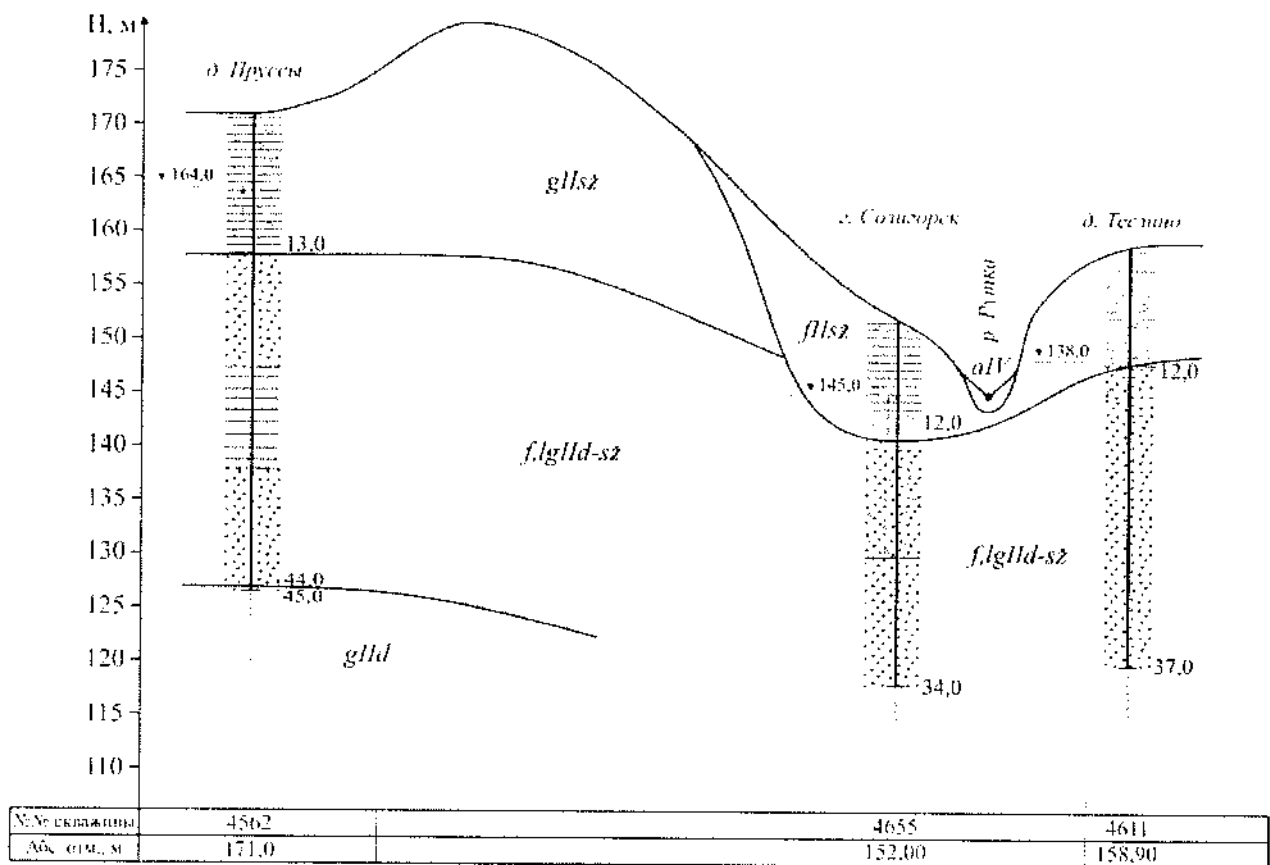 Н, м
175
170
165
160
155
150
145
140
135
130
125
120
115
110
д. Пруссы
▾ 164,0
13,0
44,0
45,0
gIIsž
fIIsž
f,lgIId-sž
gIId
г. Солигорск
▾ 145,0
12,0
34,0
р.
aIV
▾ 138,0
д.
12,0
f,lgIId-sž
37,0
№№ скважины 4562 4655 4611
Абс. отм., м 171,0 152,00 158,90